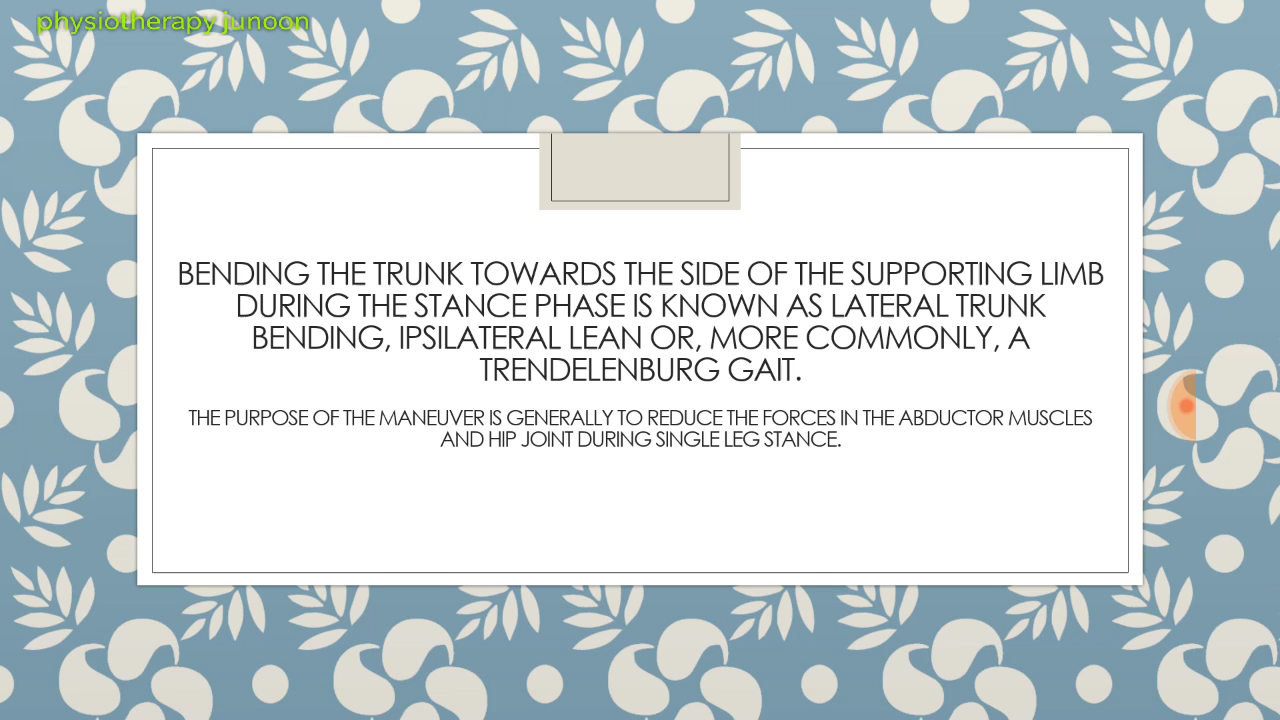 physiotherapy junoon
BENDING THE TRUNK TOWARDS THE SIDE OF THE SUPPORTING LIMB
DURING THE STANCE PHASE IS KNOWN AS LATERAL TRUNK
BENDING, IPSILATERAL LEAN OR, MORE COMMONLY, A
TRENDELENBURG GAIT.
THE PURPOSE OF THE MANEUVER IS GENERALLY TO REDUCE THE FORCES IN THE ABDUCTOR MUSCLES
AND HIP JOINT DURING SINGLE LEG STANCE.